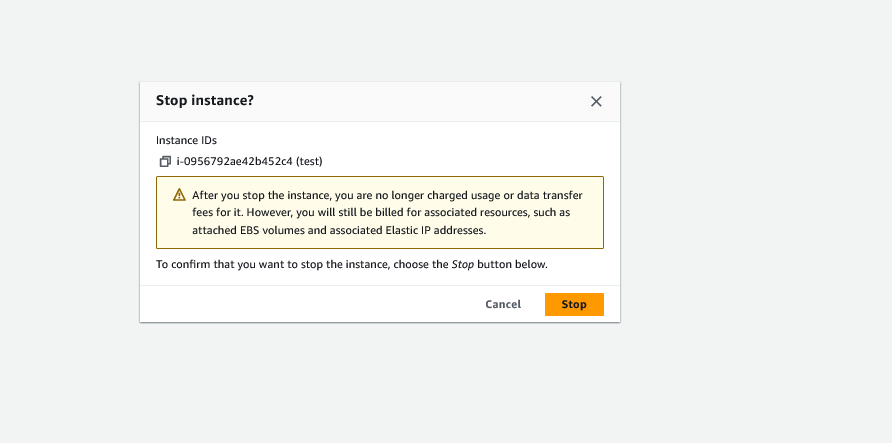 Stop instance?
Instance IDs
i-0956792ae42b452c4 (test)
After you stop the instance, you are no longer charged usage or data transfer
fees for it. However, you will still be billed for associated resources, such as
attached EBS volumes and associated Elastic IP addresses.
To confirm that you want to stop the instance, choose the Stop button below.
Cancel
Stop